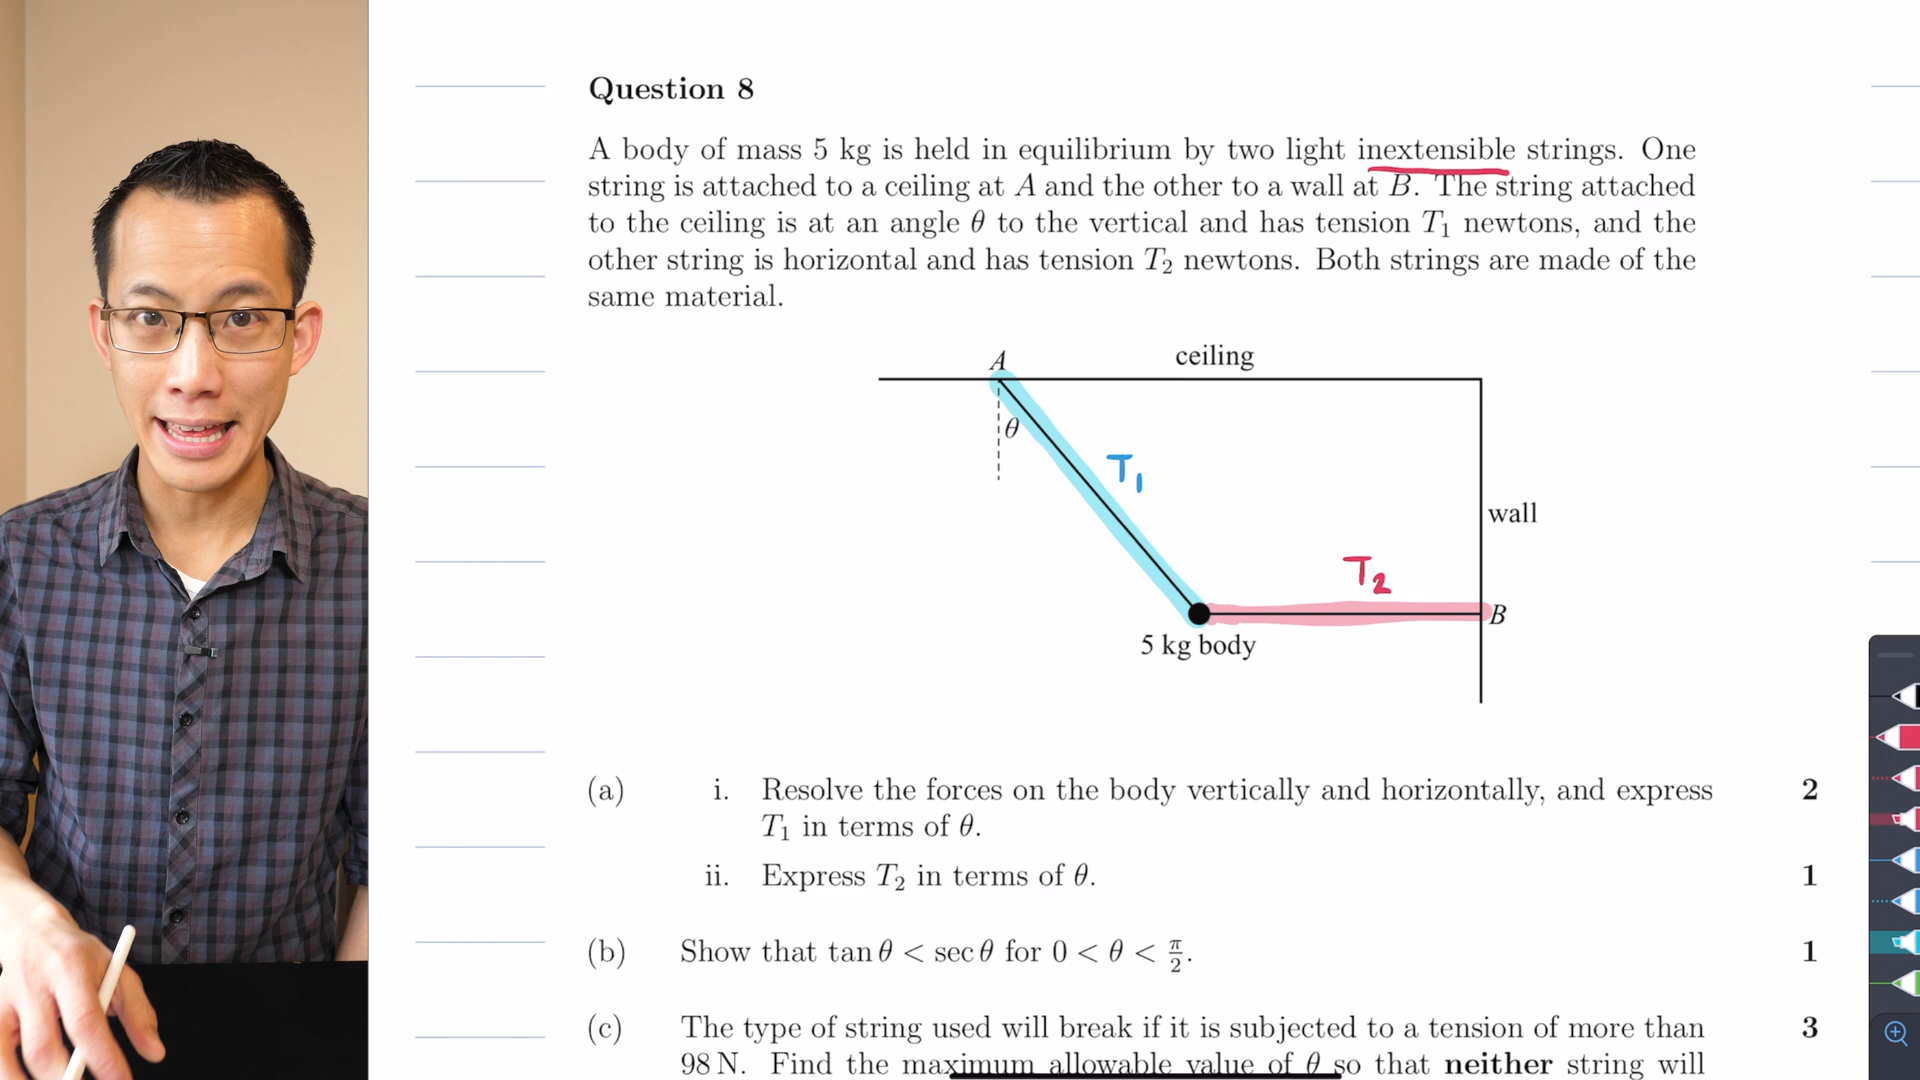 Question 8
A body of mass 5 kg is held in equilibrium by two light inextensible strings. One
string is attached to a ceiling at A and the other to a wall at B. The string attached
to the ceiling is at an angle θ to the vertical and has tension T₁ newtons, and the
other string is horizontal and has tension T₂ newtons. Both strings are made of the
same material.
A
ceiling
θ
T₁
wall
T₂
B
5 kg body
(a) i. Resolve the forces on the body vertically and horizontally, and express 2
T₁ in terms of θ.
ii. Express T₂ in terms of θ. 1
(b) Show that tan θ < sec θ for 0 < θ < π/2. 1
(c) The type of string used will break if it is subjected to a tension of more than 3
98 N. Find the maximum allowable value of θ so that neither string will